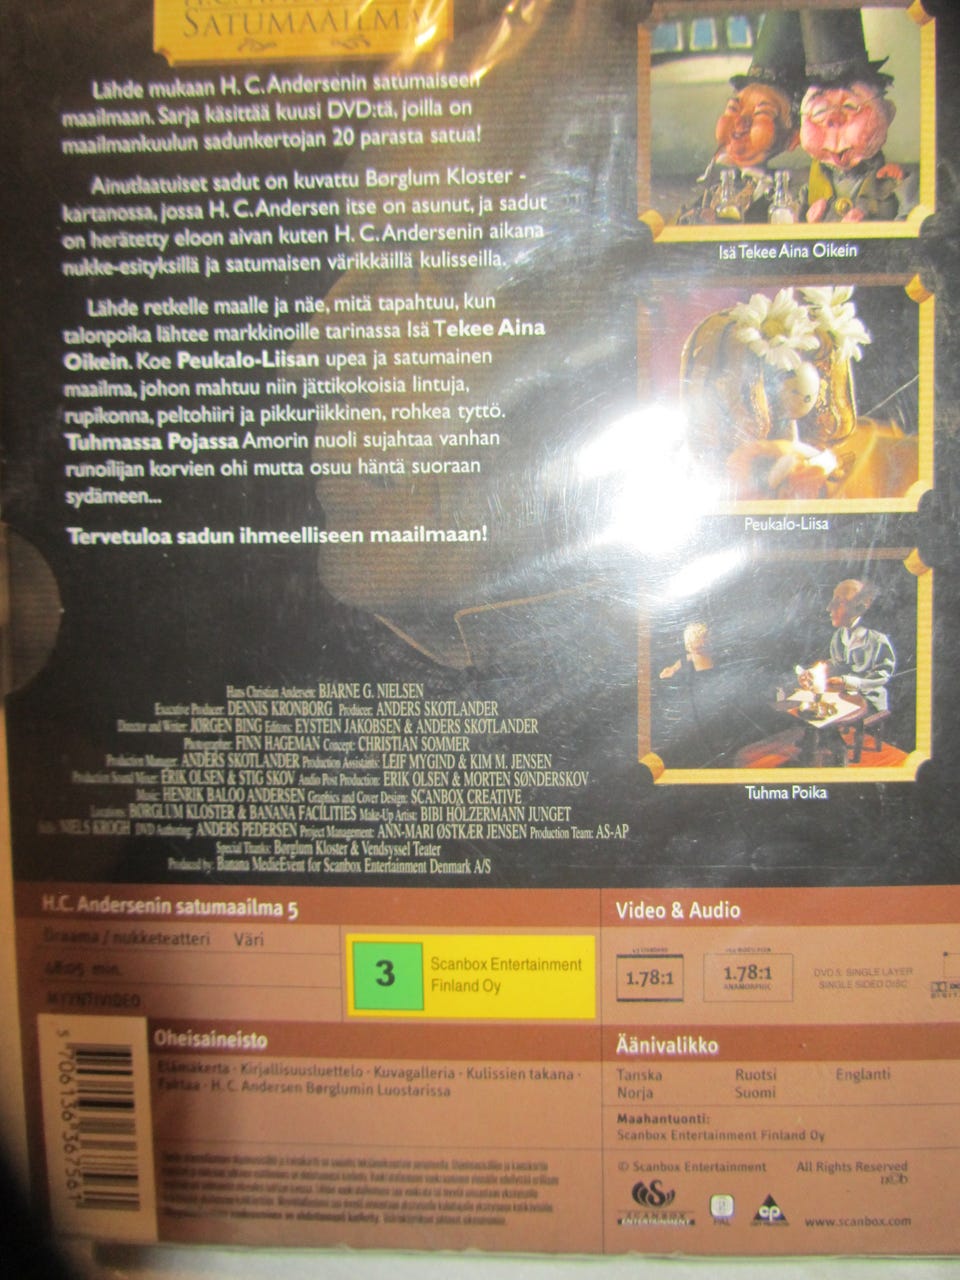 SATUMAAILMA
Lähde mukaan H. C. Andersenin satumaiseen
maailmaan. Sarja käsittää kuusi DVD:tä, joilla on
maailmankuulun sadunkertojan 20 parasta satua!
Ainutlaatuiset sadut on kuvattu Børglum Kloster -
kartanossa, jossa H. C. Andersen itse on asunut, ja sadut
on herätetty eloon aivan kuten H. C. Andersenin aikana
nukke-esityksillä ja satumaisen värikkäillä kulisseilla.
Lähde retkelle maalle ja näe, mitä tapahtuu, kun
talonpoika lähtee markkinoille tarinassa Isä Tekee Aina
Oikein. Koe Peukalo-Liisan upea ja satumainen
maailma, johon mahtuu niin jättikokoisia lintuja,
rupikonna, peltohiiri ja pikkuriikkinen, rohkea tyttö.
Tuhmassa Pojassa Amorin nuoli sujahtaa vanhan
runoilijan korvien ohi mutta osuu häntä suoraan
sydämeen...
Tervetuloa sadun ihmeelliseen maailmaan!
Isä Tekee Aina Oikein
Peukalo-Liisa
Tuhma Poika
Hans Christian Andersen: BJARNE G. NIELSEN
Executive Producer: DENNIS KRONBORG Producer: ANDERS SKOTLANDER
Director and Writer: JØRGEN BING Editors: EYSTEIN JAKOBSEN & ANDERS SKOTLANDER
Photographer: FINN HAGEMAN Concept: CHRISTIAN SOMMER
Production Manager: ANDERS SKOTLANDER Production Assistants: LEIF MYGIND & KIM M. JENSEN
Production Sound Mixer: ERIK OLSEN & STIG SKOV Audio Post Production: ERIK OLSEN & MORTEN SØNDERSKOV
Music: HENRIK BALOO ANDERSEN Graphics and Cover Design: SCANBOX CREATIVE
Locations: BØRGLUM KLOSTER & BANANA FACILITIES Make-Up Artist: BIBI HOLZERMANN JUNGET
NIELS KROGH DVD Authoring: ANDERS PEDERSEN Project Management: ANN-MARI ØSTKÆR JENSEN Production Team: AS-AP
Special Thanks: Børglum Kloster & Vendsyssel Teater
Produced by: Banana MedieEvent for Scanbox Entertainment Denmark A/S
H.C. Andersenin satumaailma 5
Draama / nukketeatteri Väri
min.
MYYNTIVIDEO
3
Scanbox Entertainment
Finland Oy
Video & Audio
1.78:1
1.78:1
ANAMORPHIC
DVD 5: SINGLE LAYER
SINGLE SIDED DISC
Oheisaineisto
Elämäkerta · Kirjallisuusluettelo · Kuvagalleria · Kulissien takana ·
Faktaa · H. C. Andersen Børglumin Luostarissa
5 706136 367561
Äänivalikko
Tanska Ruotsi Englanti
Norja Suomi
Maahantuonti:
Scanbox Entertainment Finland Oy
© Scanbox Entertainment All Rights Reserved
SCANBOX
ENTERTAINMENT
PAL
www.scanbox.com